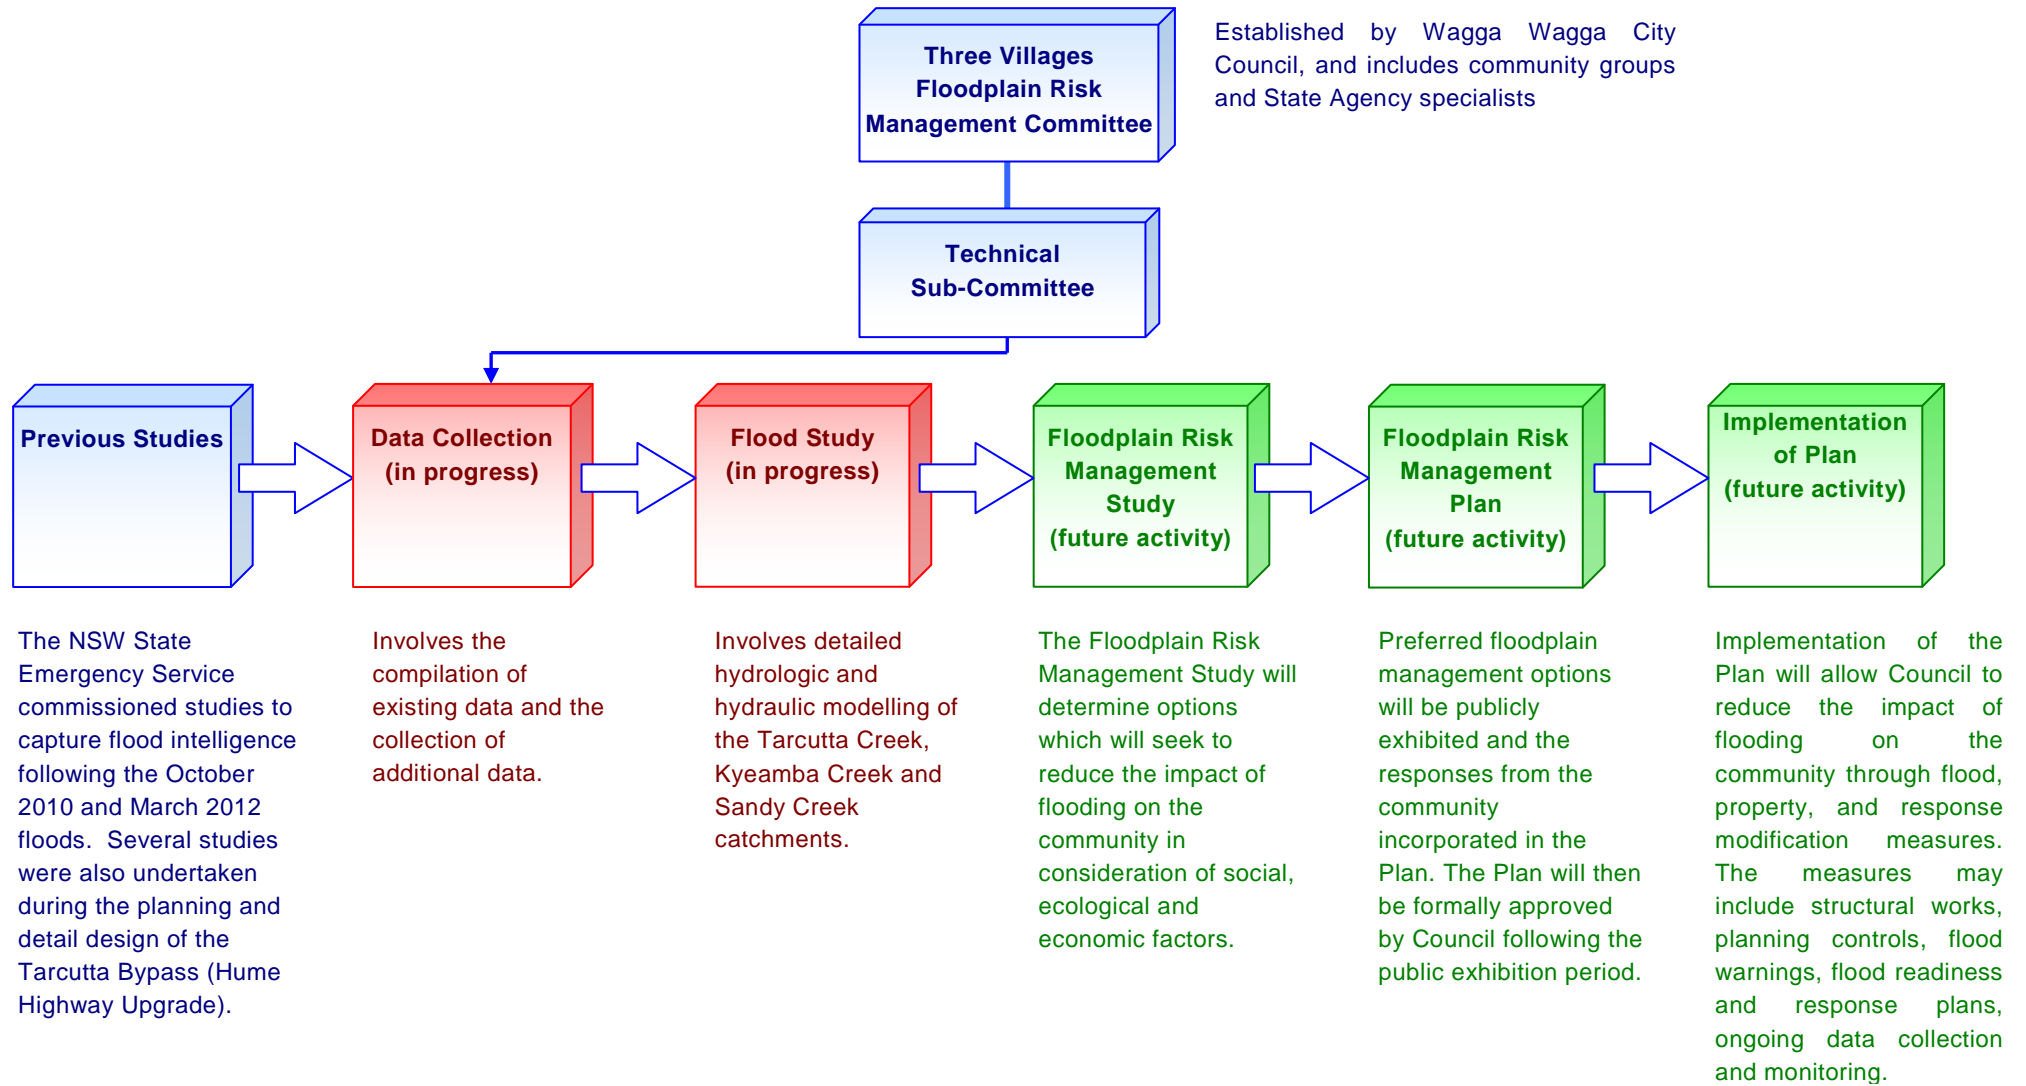 Three Villages
Floodplain Risk
Management Committee
Established by Wagga Wagga City
Council, and includes community groups
and State Agency specialists
Technical
Sub-Committee
Previous Studies
Data Collection
(in progress)
Flood Study
(in progress)
Floodplain Risk
Management
Study
(future activity)
Floodplain Risk
Management
Plan
(future activity)
Implementation
of Plan
(future activity)
The NSW State
Emergency Service
commissioned studies to
capture flood intelligence
following the October
2010 and March 2012
floods. Several studies
were also undertaken
during the planning and
detail design of the
Tarcutta Bypass (Hume
Highway Upgrade).
Involves the
compilation of
existing data and the
collection of
additional data.
Involves detailed
hydrologic and
hydraulic modelling of
the Tarcutta Creek,
Kyeamba Creek and
Sandy Creek
catchments.
The Floodplain Risk
Management Study will
determine options
which will seek to
reduce the impact of
flooding on the
community in
consideration of social,
ecological and
economic factors.
Preferred floodplain
management options
will be publicly
exhibited and the
responses from the
community
incorporated in the
Plan. The Plan will then
be formally approved
by Council following the
public exhibition period.
Implementation of the
Plan will allow Council to
reduce the impact of
flooding on the
community through flood,
property, and response
modification measures.
The measures may
include structural works,
planning controls, flood
warnings, flood readiness
and response plans,
ongoing data collection
and monitoring.